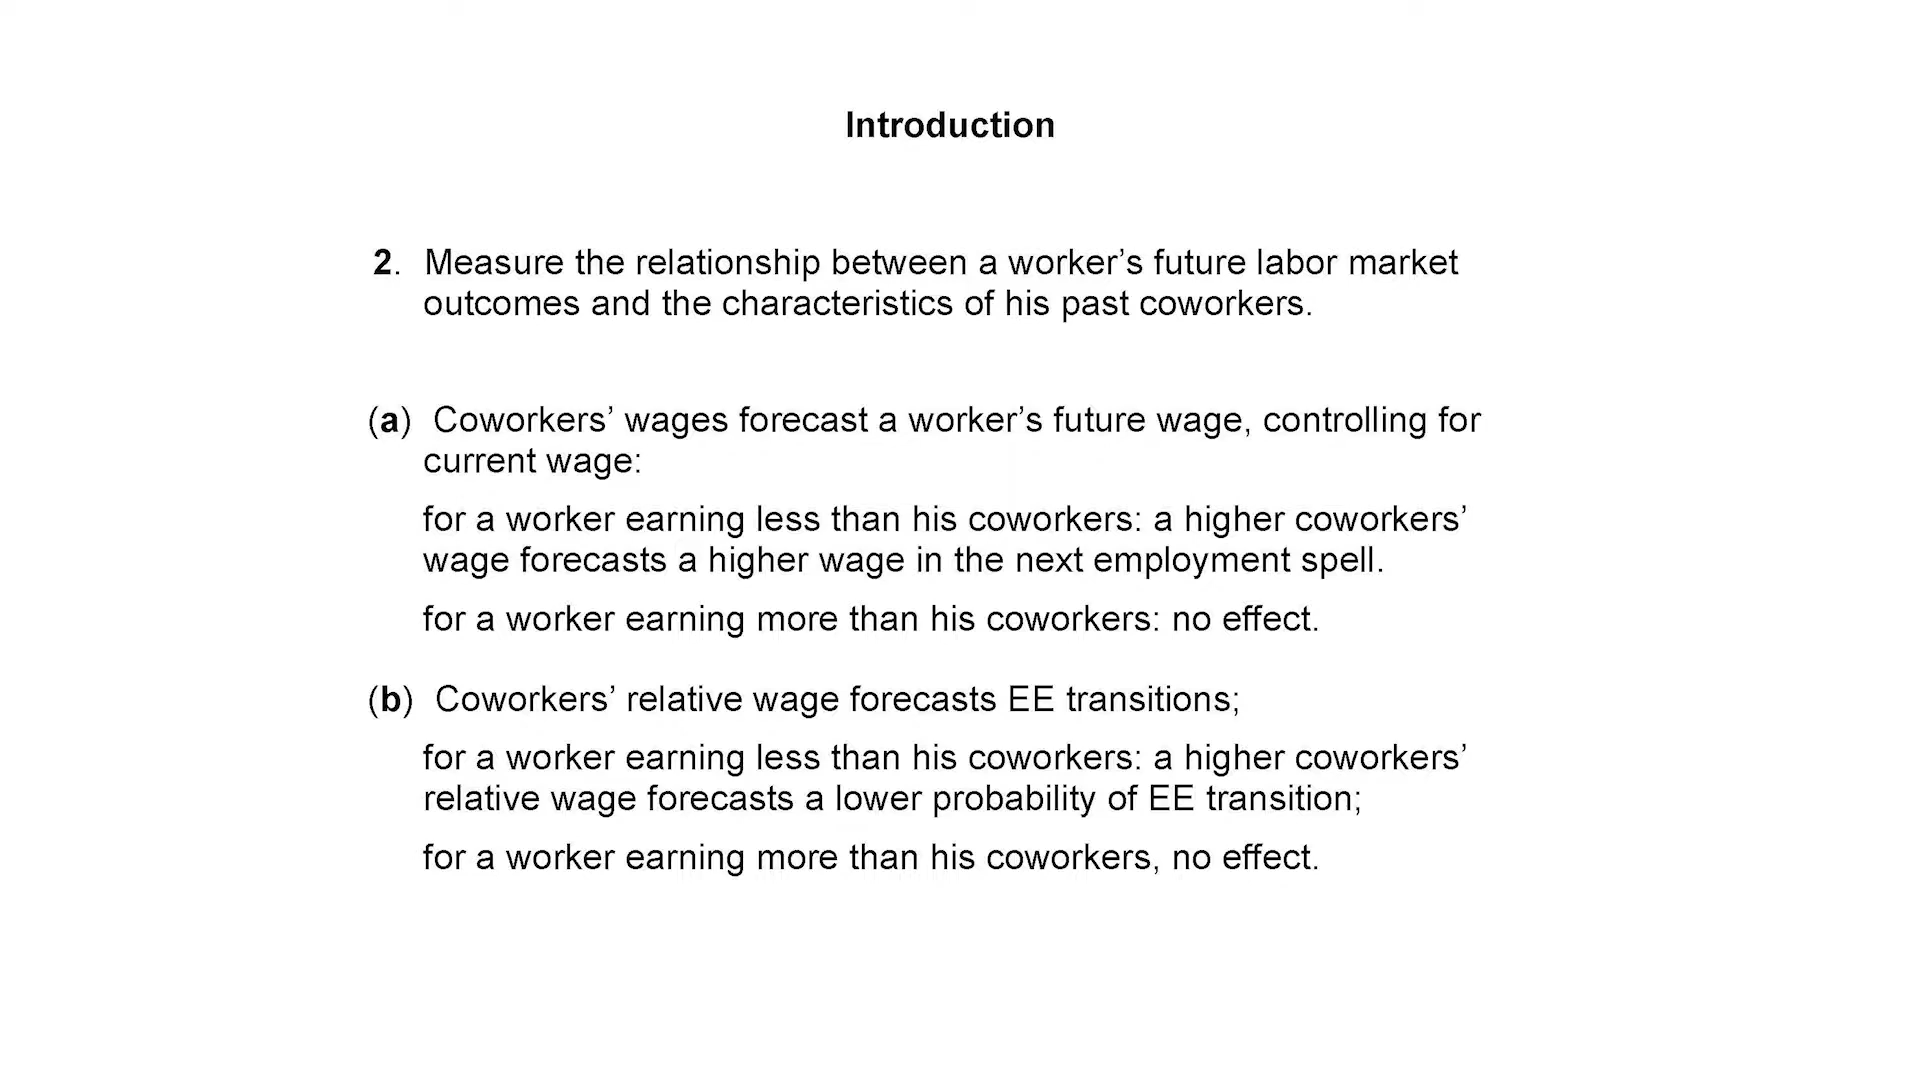 Introduction
2. Measure the relationship between a worker’s future labor market
outcomes and the characteristics of his past coworkers.
(a) Coworkers’ wages forecast a worker’s future wage, controlling for
current wage:
for a worker earning less than his coworkers: a higher coworkers’
wage forecasts a higher wage in the next employment spell.
for a worker earning more than his coworkers: no effect.
(b) Coworkers’ relative wage forecasts EE transitions;
for a worker earning less than his coworkers: a higher coworkers’
relative wage forecasts a lower probability of EE transition;
for a worker earning more than his coworkers, no effect.